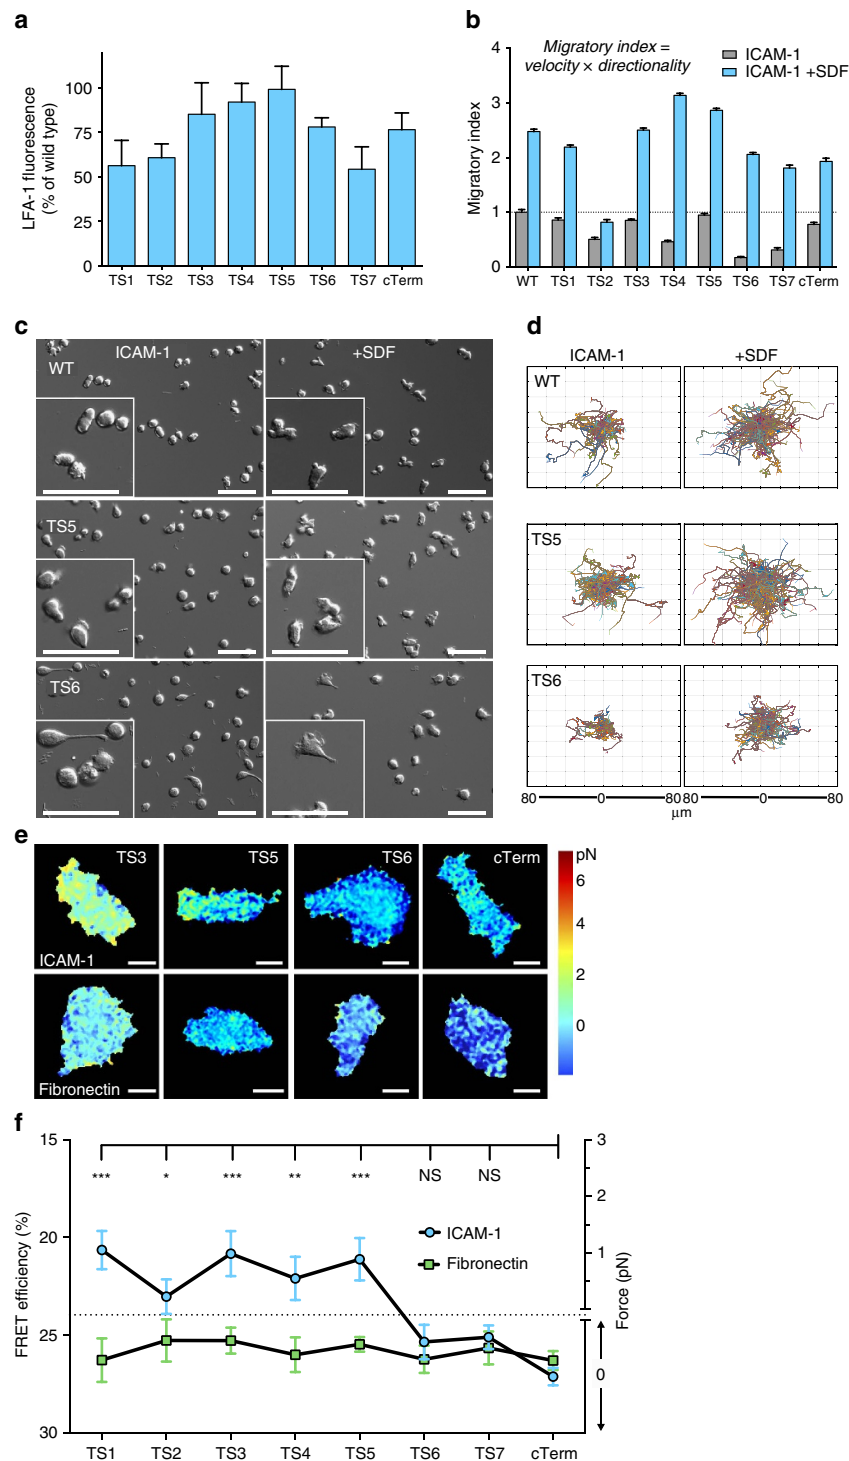 a
LFA-1 fluorescence
(% of wild type)
100
75
50
25
0
TS1 TS2 TS3 TS4 TS5 TS6 TS7 cTerm
b
Migratory index =
velocity × directionality
ICAM-1
ICAM-1 +SDF
Migratory index
4
3
2
1
0
WT TS1 TS2 TS3 TS4 TS5 TS6 TS7 cTerm
c
ICAM-1 +SDF
WT
TS5
TS6
d
ICAM-1 +SDF
WT
TS5
TS6
80 0 80 80 0 80
μm
e
TS3 TS5 TS6 cTerm
ICAM-1
Fibronectin
pN
6
4
2
0
f
FRET efficiency (%)
15
20
25
30
*** * *** ** *** NS NS
ICAM-1
Fibronectin
3
2
1
0
Force (pN)
TS1 TS2 TS3 TS4 TS5 TS6 TS7 cTerm